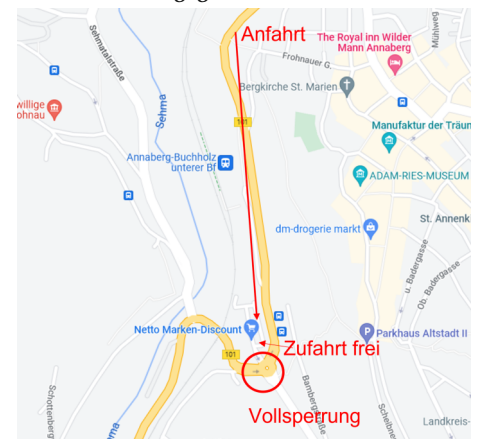 Anfahrt
The Royal inn Wilder
Mann Annaberg
Mühlweg
Sehmatalstraße
Frohnauer G.
Bergkirche St. Marien
willige
ohnau
Sehma
101
Manufaktur der Träun
Annaberg-Buchholz
unterer Bf
ADAM-RIES-MUSEUM
St. Annenk
dm-drogerie markt
u. Badergasse
Ob. Badergasse
Netto Marken-Discount
Parkhaus Altstadt II
Zufahrt frei
101
Vollsperrung
Schottenberg
Landkreis-